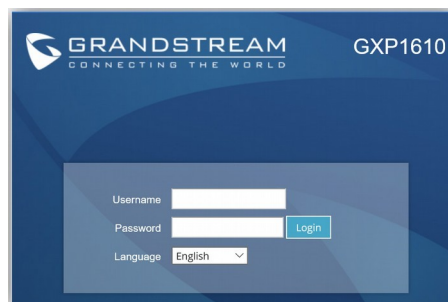 GRANDSTREAM
CONNECTING THE WORLD
GXP1610
Username
Password
Login
Language
English